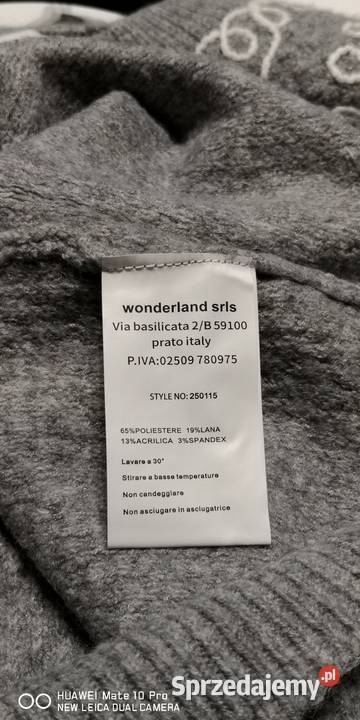 wonderland srls
Via basilicata 2/B 59100
prato italy
P.IVA:02509 780975
STYLE NO: 250115
65%POLIESTERE 19%LANA
13%ACRILICA 3%SPANDEX
Lavare a 30°
Stirare a basse temperature
Non candeggiare
Non asciugare in asciugatrice
HUAWEI Mate 10 Pro
NEW LEICA DUAL CAMERA
Sprzedajemy.pl